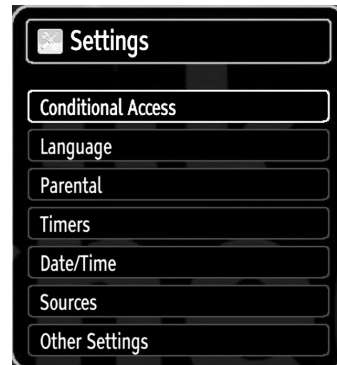 Settings
Conditional Access
Language
Parental
Timers
Date/Time
Sources
Other Settings